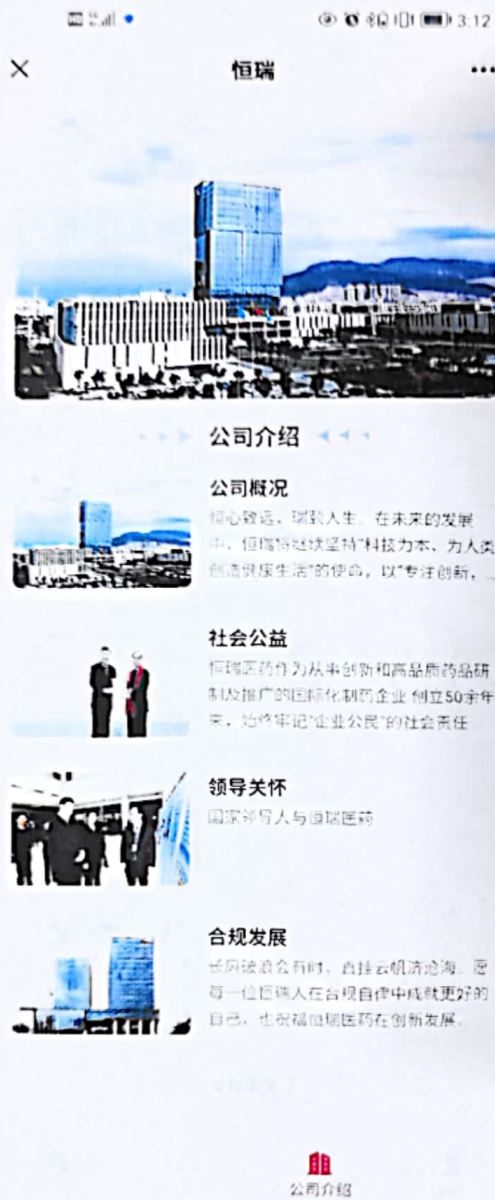 3:12
恒瑞
公司介绍
公司概况
恒心致远，瑞颐人生。在未来的发展
中，恒瑞将继续坚持“科技为本，为人类
创造健康生活”的使命，以“专注创新，...
社会公益
恒瑞医药作为从事创新和高品质药品研
制及推广的国际化制药企业 创立50余年
来，始终牢记“企业公民”的社会责任
领导关怀
国家领导人与恒瑞医药
合规发展
长风破浪会有时，直挂云帆济沧海。愿
每一位恒瑞人在合规自律中成就更好的
自己，也祝福恒瑞医药在创新发展、
公司介绍